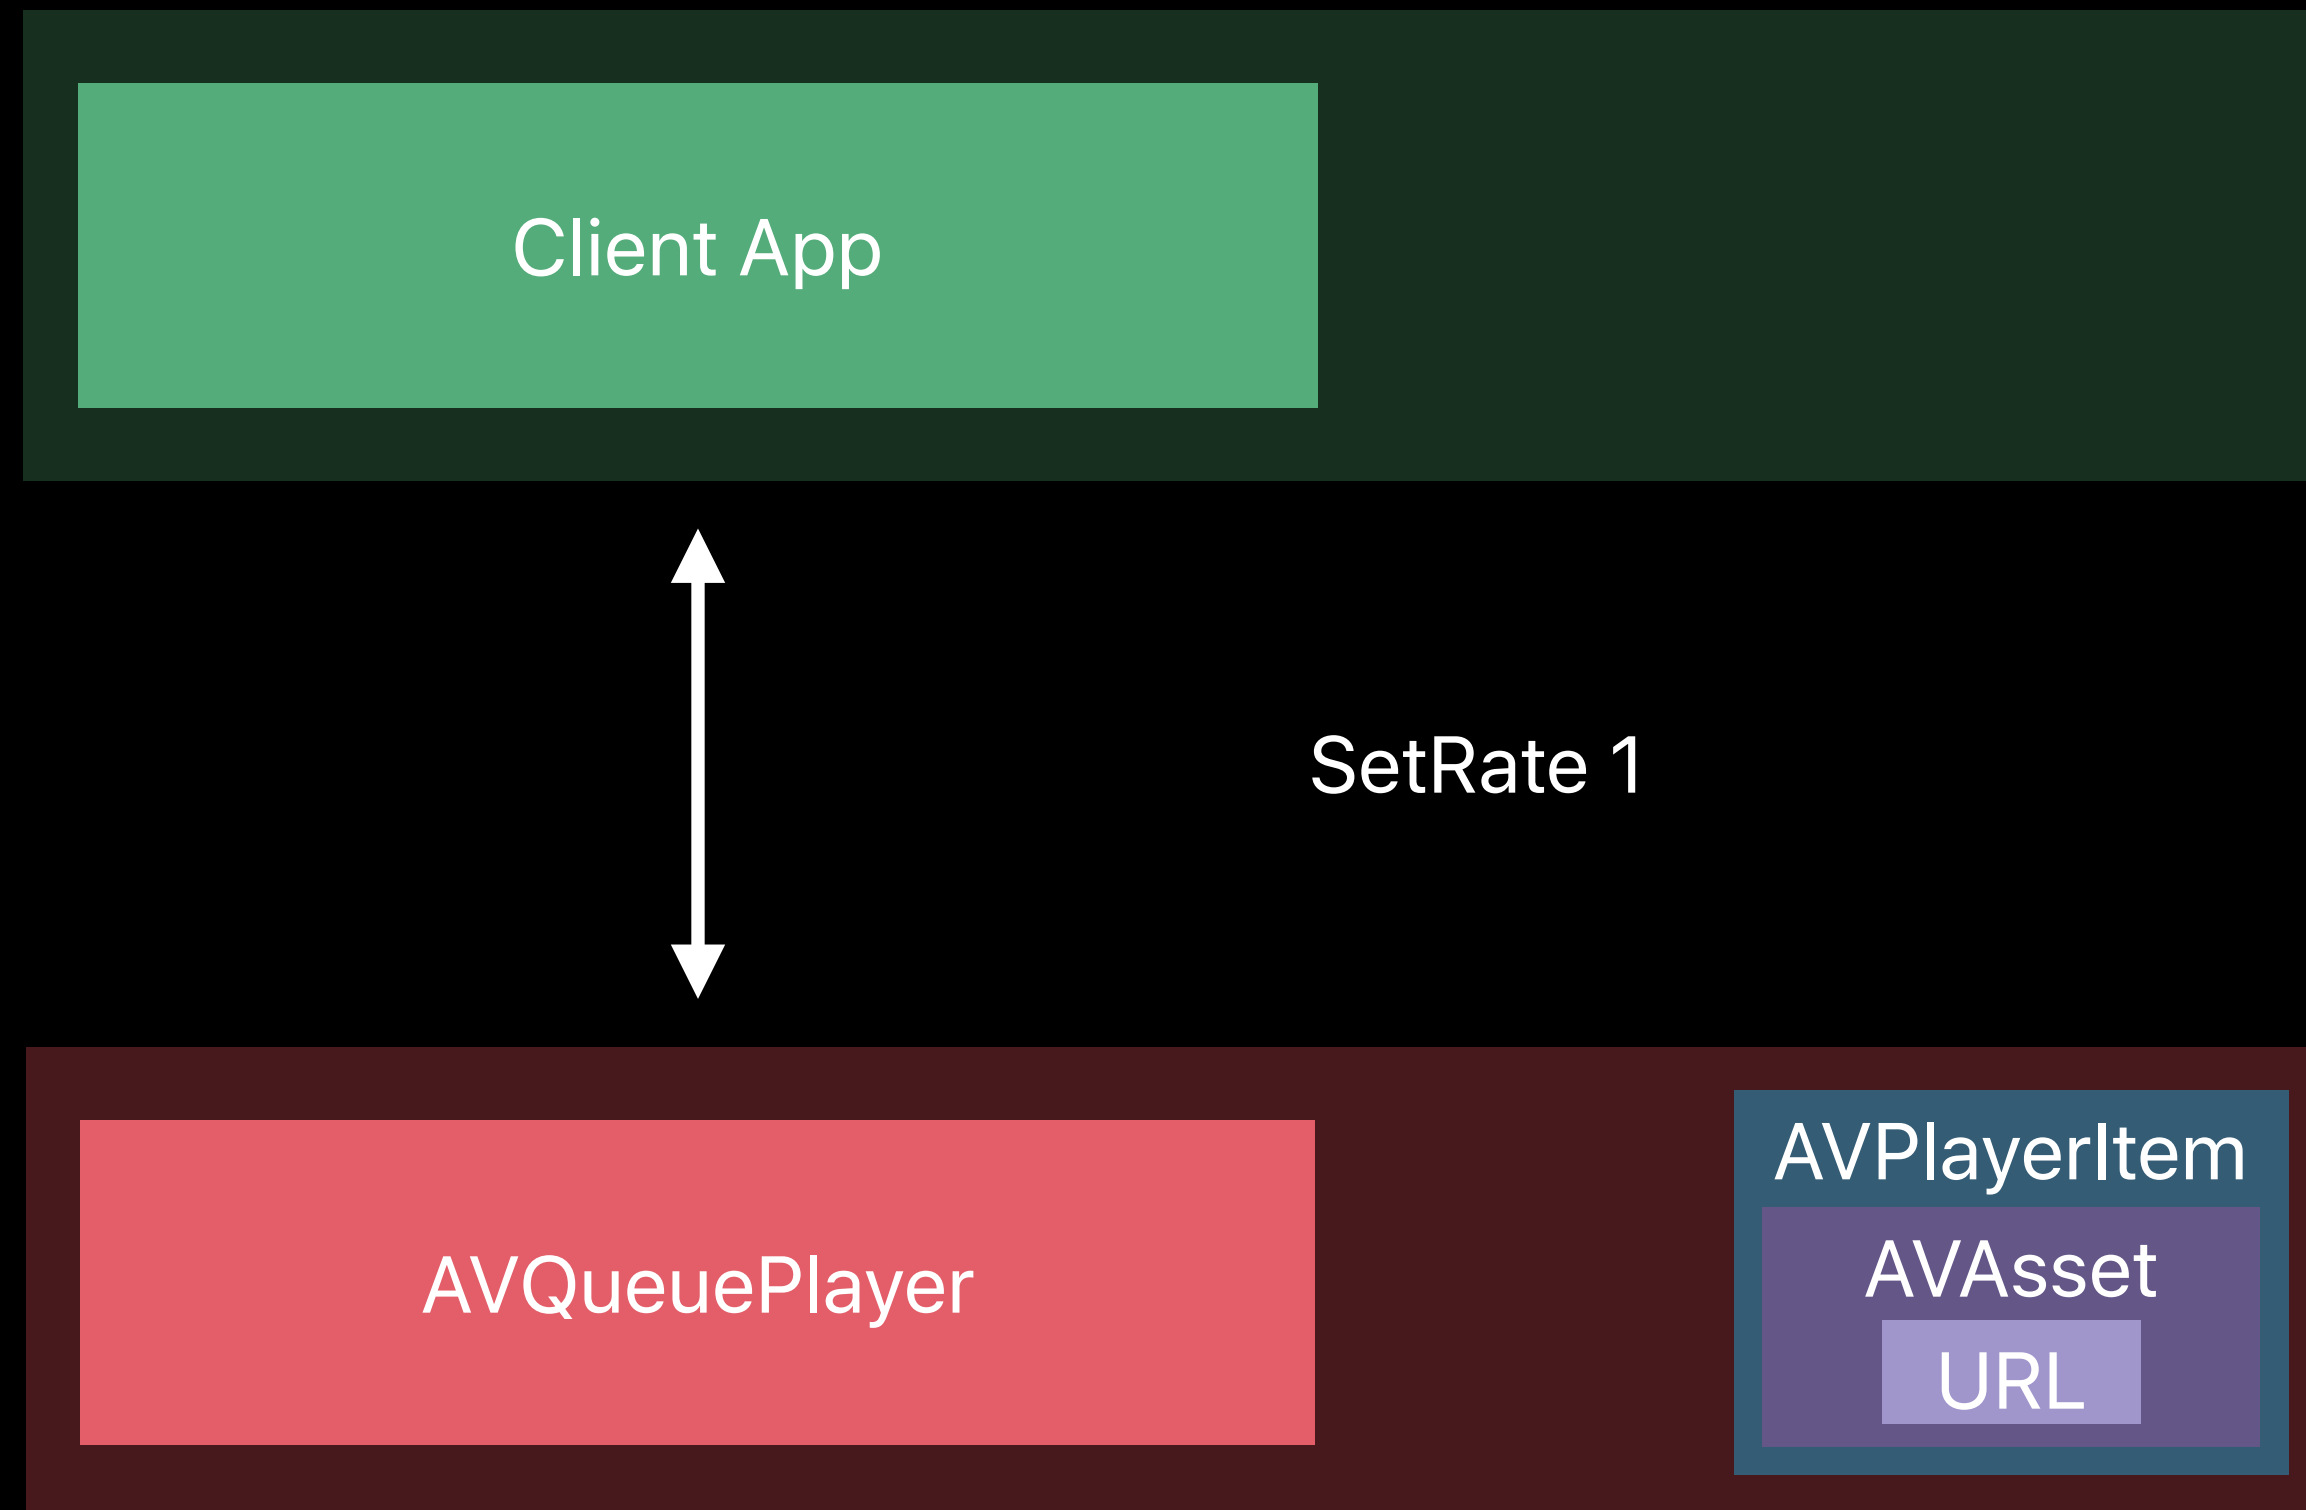 Client App
SetRate 1
AVQueuePlayer
AVPlayerItem
AVAsset
URL